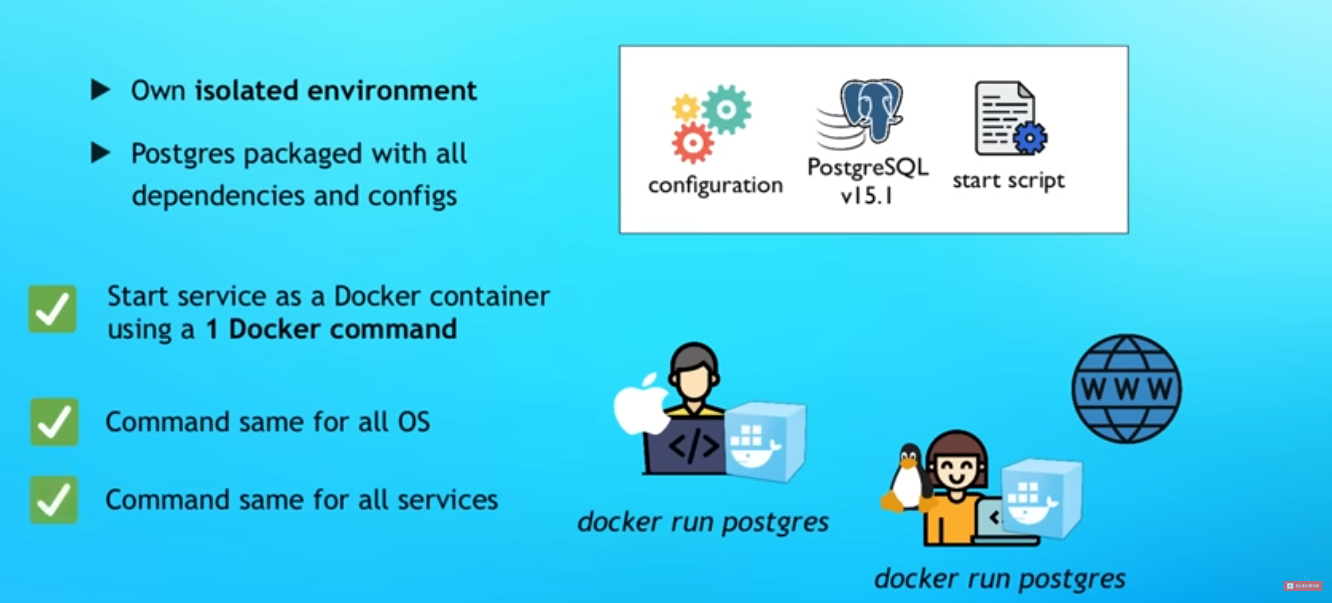 Own isolated environment
Postgres packaged with all
dependencies and configs
Start service as a Docker container
using a 1 Docker command
Command same for all OS
Command same for all services
configuration
PostgreSQL
v15.1
start script
</>
WWW
docker run postgres
<
docker run postgres
SUBSCRIBE